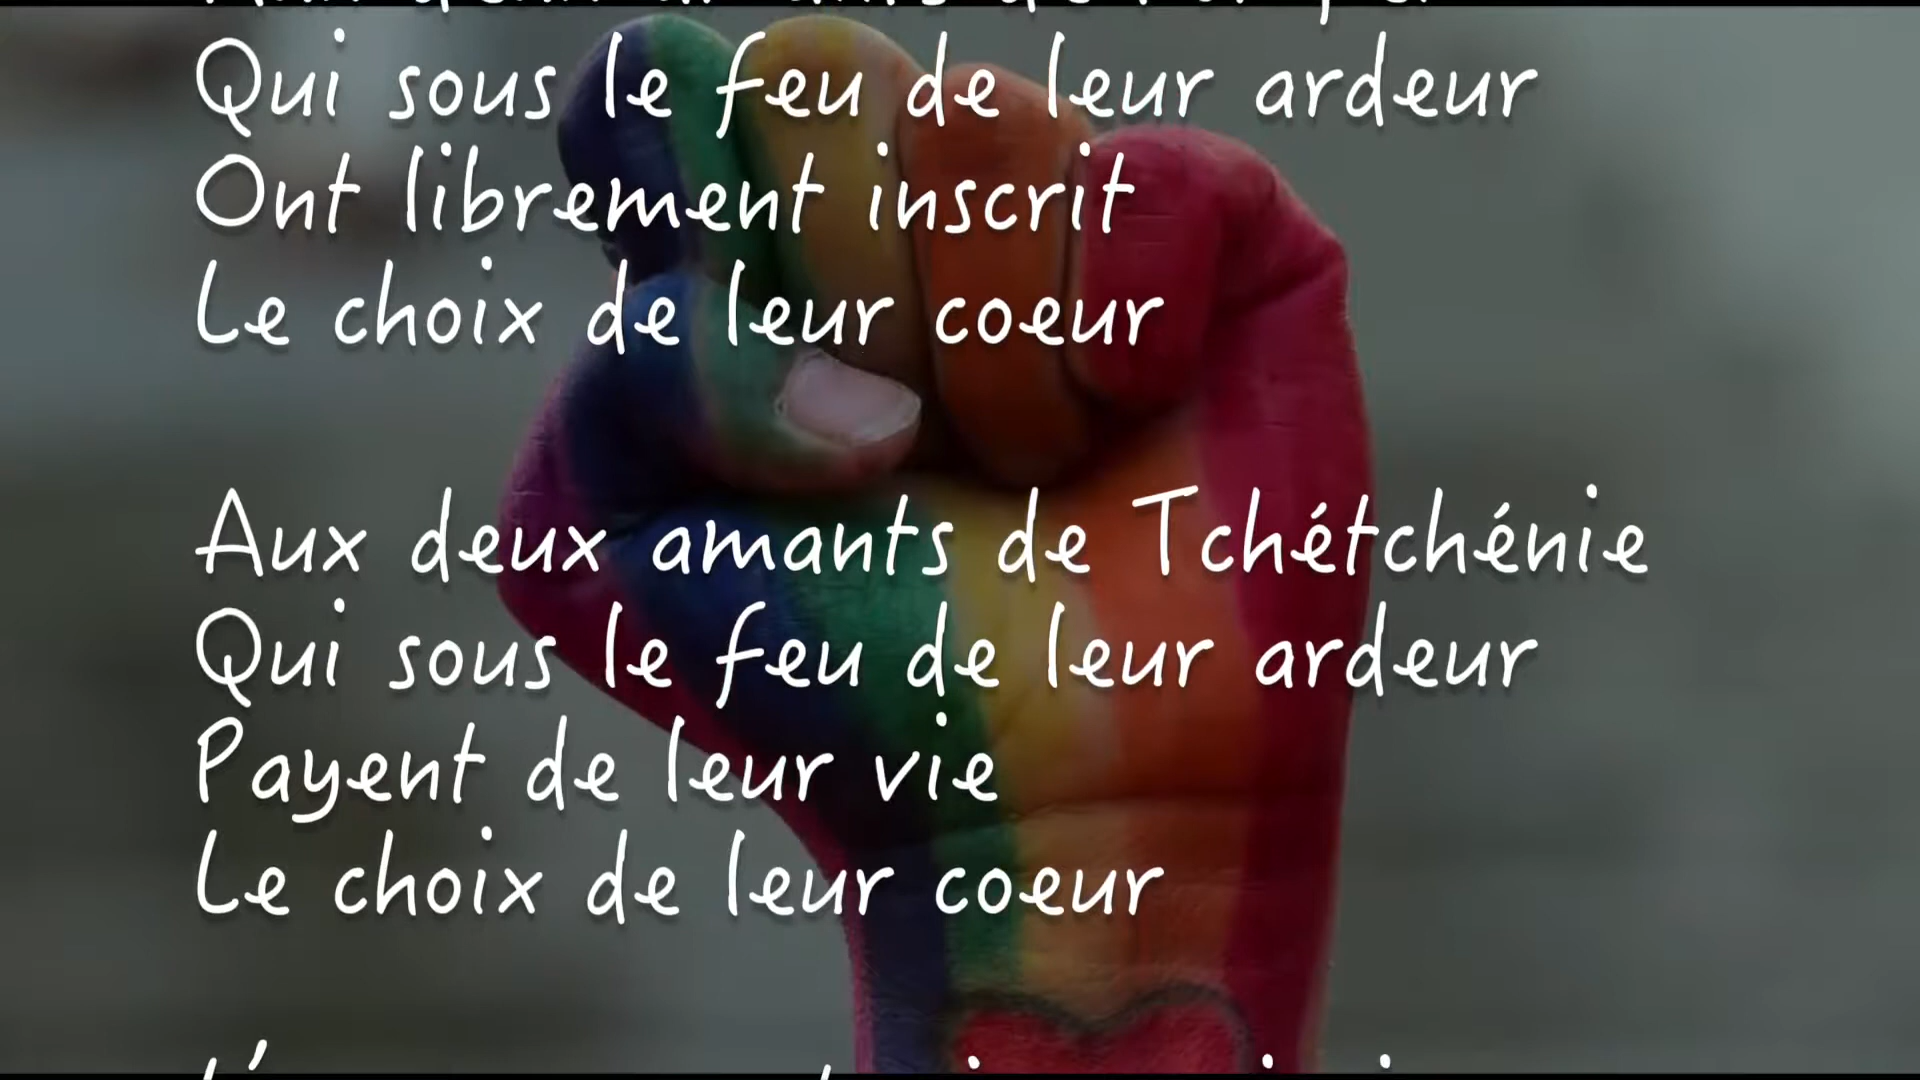 Qui sous le feu de leur ardeur
Ont librement inscrit
Le choix de leur coeur
Aux deux amants de Tchétchénie
Qui sous le feu de leur ardeur
Payent de leur vie
Le choix de leur coeur